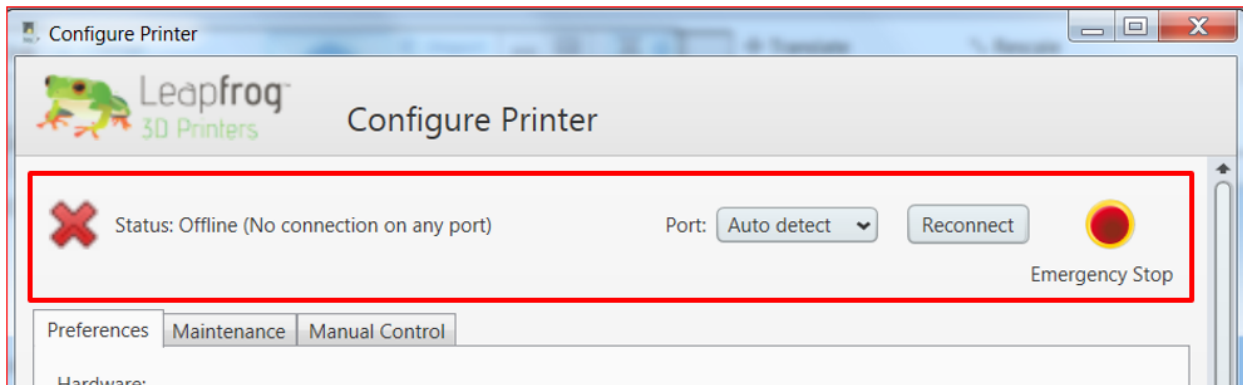 Configure Printer
Leapfrog™
3D Printers
Configure Printer
Status: Offline (No connection on any port)
Port: Auto detect Reconnect
Emergency Stop
Preferences Maintenance Manual Control
Hardware: